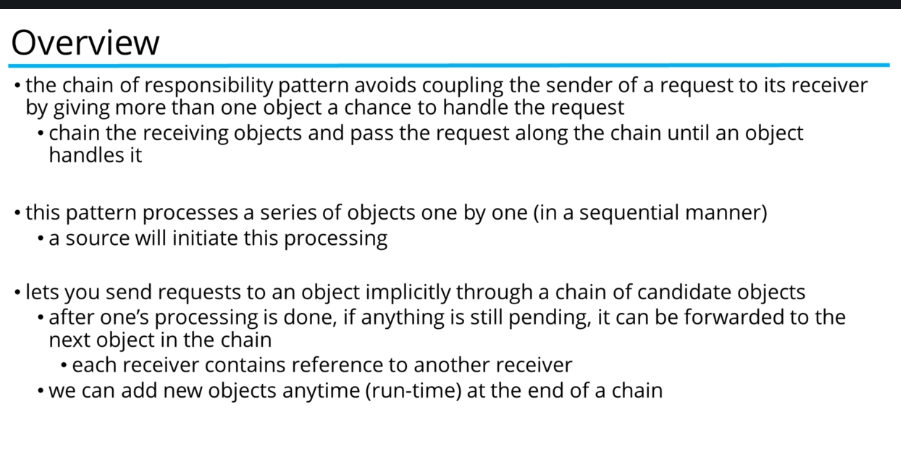 Overview
• the chain of responsibility pattern avoids coupling the sender of a request to its receiver
by giving more than one object a chance to handle the request
• chain the receiving objects and pass the request along the chain until an object
handles it
• this pattern processes a series of objects one by one (in a sequential manner)
• a source will initiate this processing
• lets you send requests to an object implicitly through a chain of candidate objects
• after one’s processing is done, if anything is still pending, it can be forwarded to the
next object in the chain
• each receiver contains reference to another receiver
• we can add new objects anytime (run-time) at the end of a chain